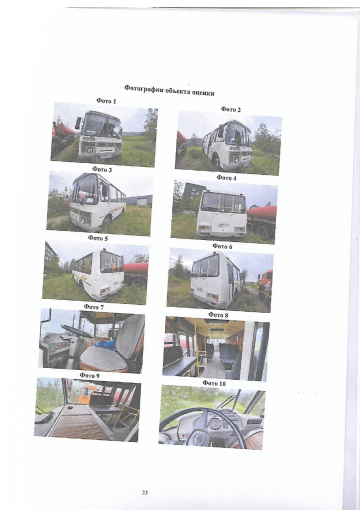 Фотографии объекта оценки
Фото 1
Фото 2
Фото 3
Фото 4
Фото 5
Фото 6
Фото 7
Фото 8
Фото 9
Фото 10
33